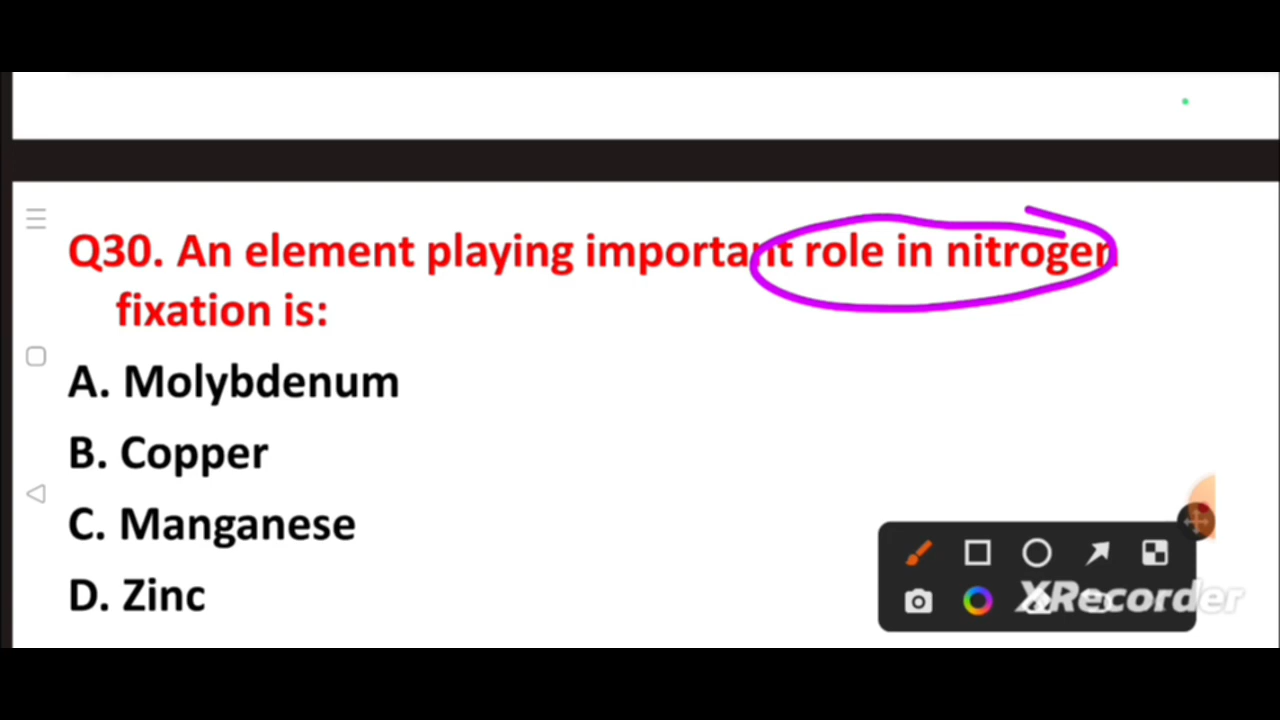 Q30. An element playing important role in nitrogen
fixation is:
A. Molybdenum
B. Copper
C. Manganese
D. Zinc
XRecorder